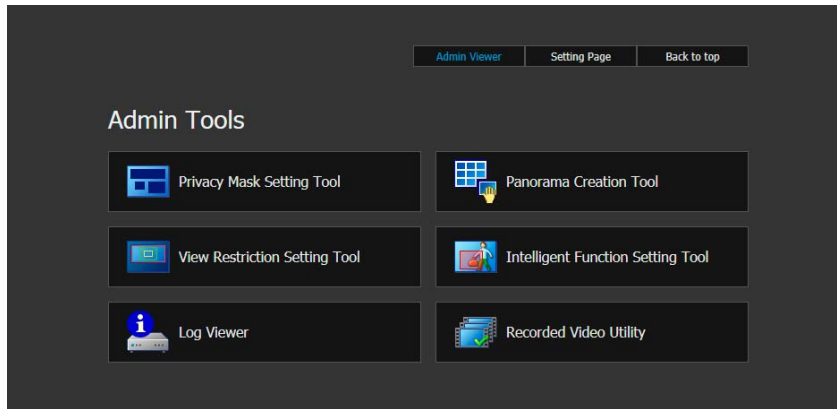 Admin Viewer
Setting Page
Back to top
Admin Tools
Privacy Mask Setting Tool
Panorama Creation Tool
View Restriction Setting Tool
Intelligent Function Setting Tool
Log Viewer
Recorded Video Utility